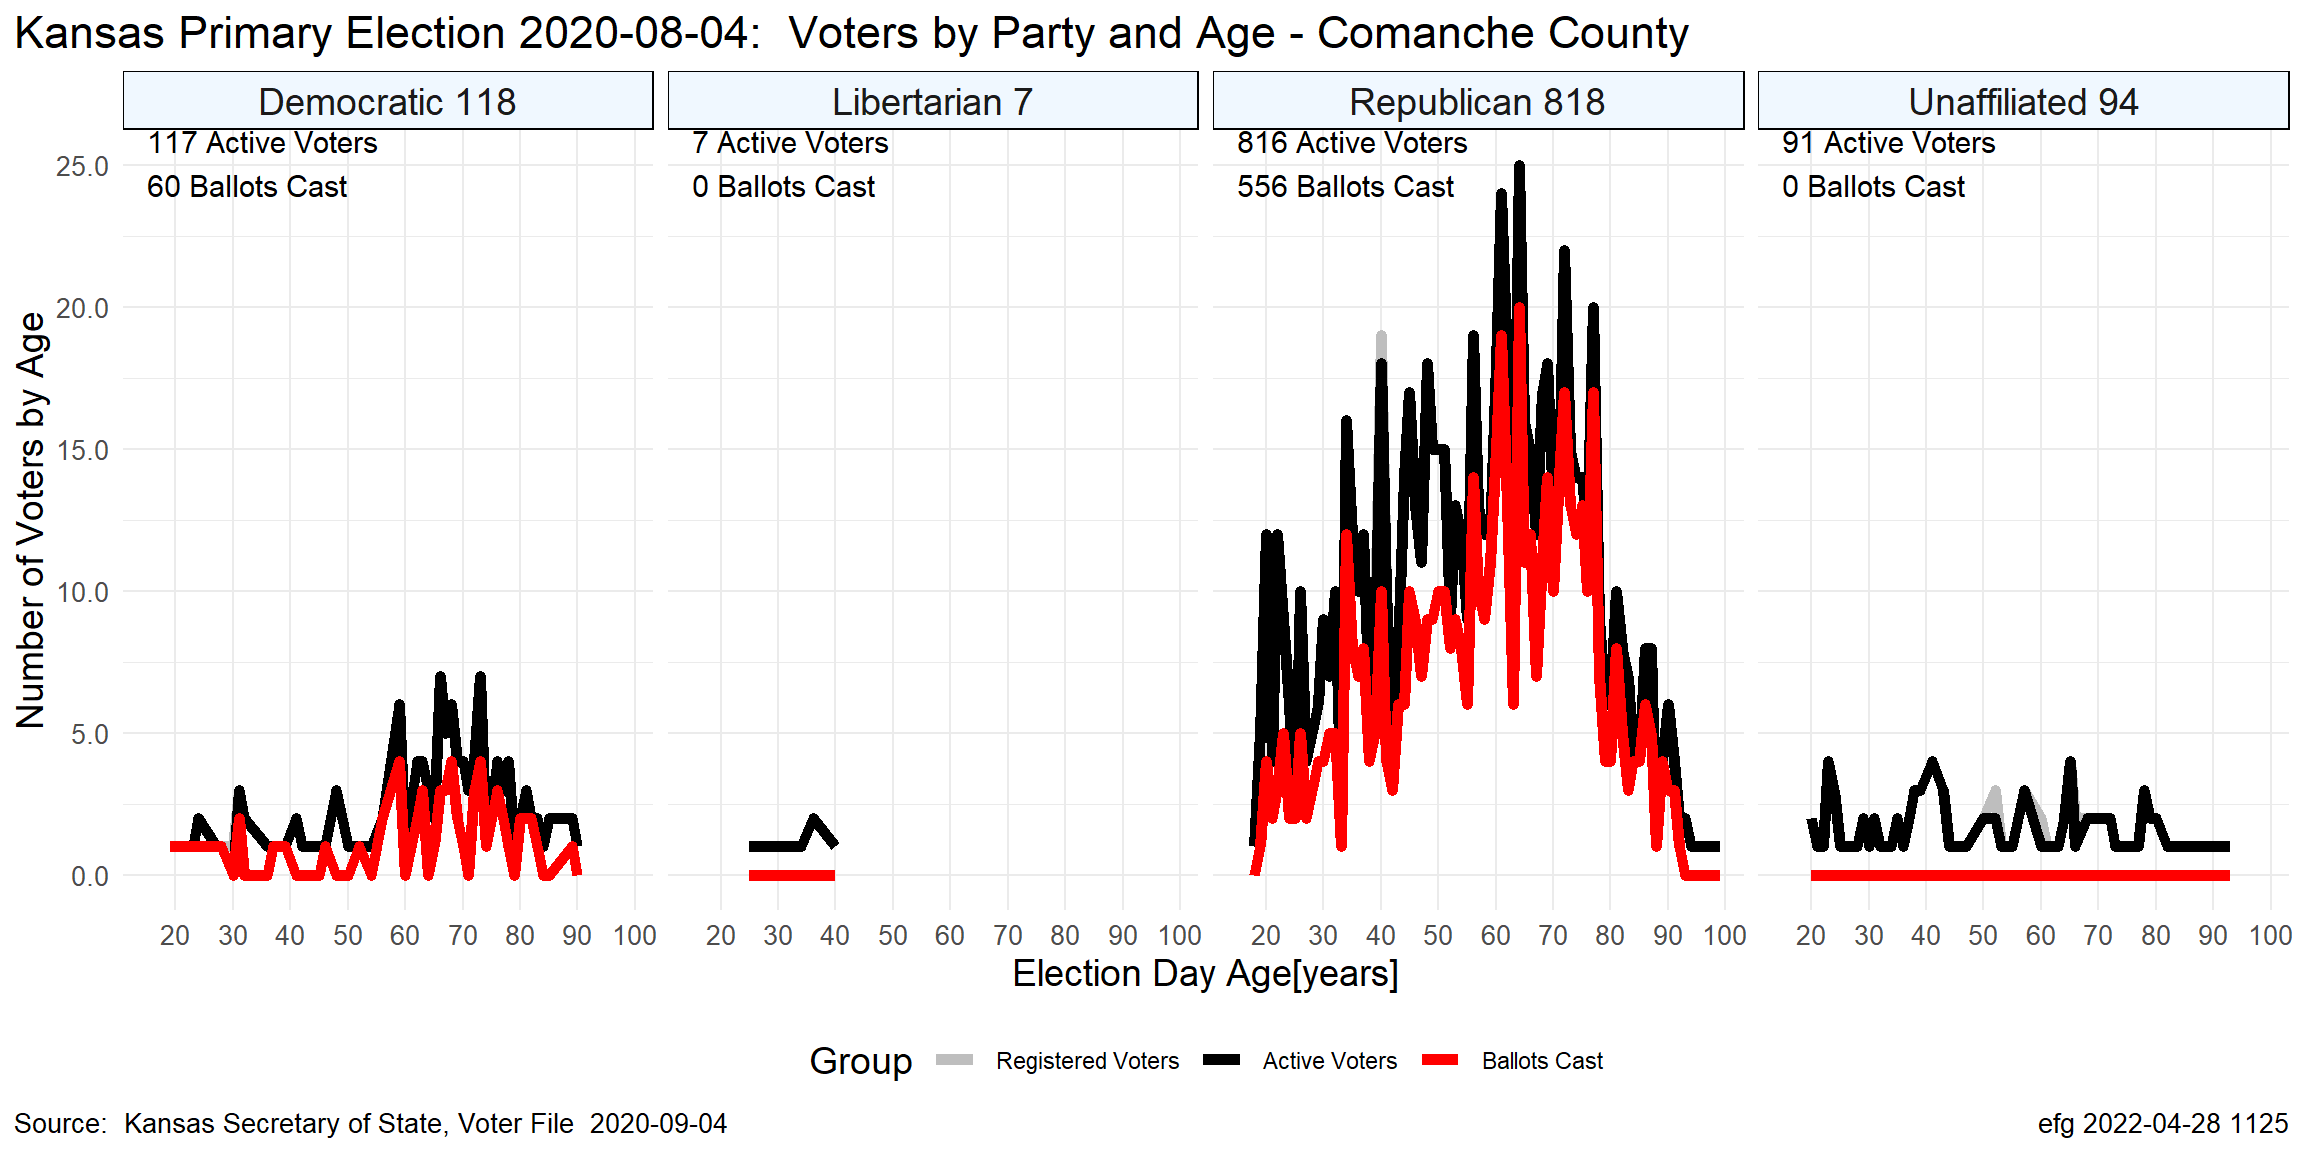 Kansas Primary Election 2020-08-04:  Voters by Party and Age - Comanche County
Democratic 118
Libertarian 7
Republican 818
Unaffiliated 94
117 Active Voters
60 Ballots Cast
7 Active Voters
0 Ballots Cast
816 Active Voters
556 Ballots Cast
91 Active Voters
0 Ballots Cast
Number of Voters by Age
25.0
20.0
15.0
10.0
5.0
0.0
20 30 40 50 60 70 80 90 100
20 30 40 50 60 70 80 90 100
20 30 40 50 60 70 80 90 100
20 30 40 50 60 70 80 90 100
Election Day Age[years]
Group Registered Voters Active Voters Ballots Cast
Source:  Kansas Secretary of State, Voter File  2020-09-04
efg 2022-04-28 1125